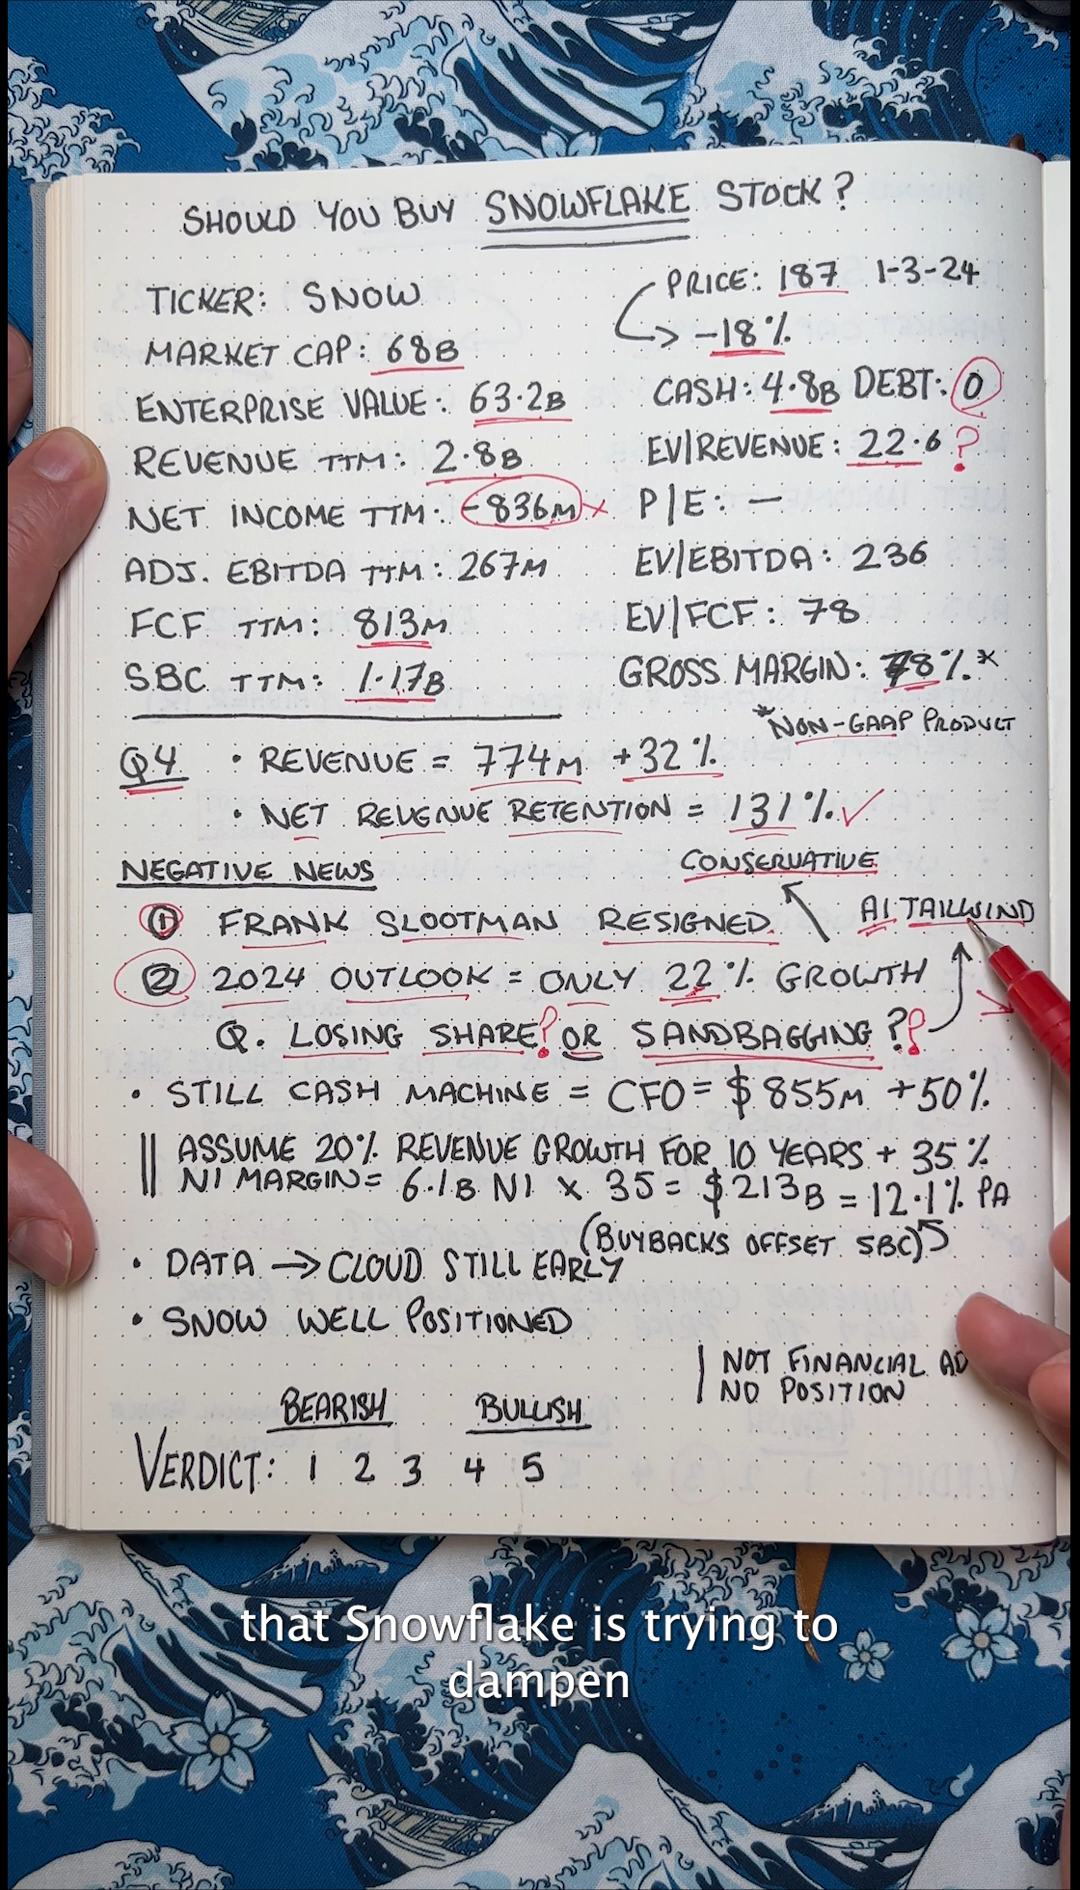 SHOULD YOU BUY SNOWFLAKE STOCK?
TICKER: SNOW
PRICE: 187 1-3-24
-18%
MARKET CAP: 68B
CASH: 4.8B DEBT: 0
ENTERPRISE VALUE: 63.2B
EV/REVENUE: 22.6 ?
REVENUE TTM: 2.8B
P/E: —
NET INCOME TTM: -836M x
EV/EBITDA: 236
ADJ. EBITDA TTM: 267M
EV/FCF: 78
FCF TTM: 813M
GROSS MARGIN: 78%*
SBC TTM: 1.17B
*NON-GAAP PRODUCT
Q4 • REVENUE = 774M +32%
• NET REVENUE RETENTION = 131% ✓
NEGATIVE NEWS
CONSERVATIVE
① FRANK SLOOTMAN RESIGNED
AI TAILWIND
② 2024 OUTLOOK = ONLY 22% GROWTH
Q. LOSING SHARE? OR SANDBAGGING ??
• STILL CASH MACHINE = CFO = $855M +50%
ASSUME 20% REVENUE GROWTH FOR 10 YEARS + 35%
NI MARGIN = 6.1B NI x 35 = $213B = 12.1% PA
(BUYBACKS OFFSET SBC)
• DATA → CLOUD STILL EARLY
• SNOW WELL POSITIONED
NOT FINANCIAL AD
NO POSITION
BEARISH BULLISH
VERDICT: 1 2 3 4 5
that Snowflake is trying to
dampen